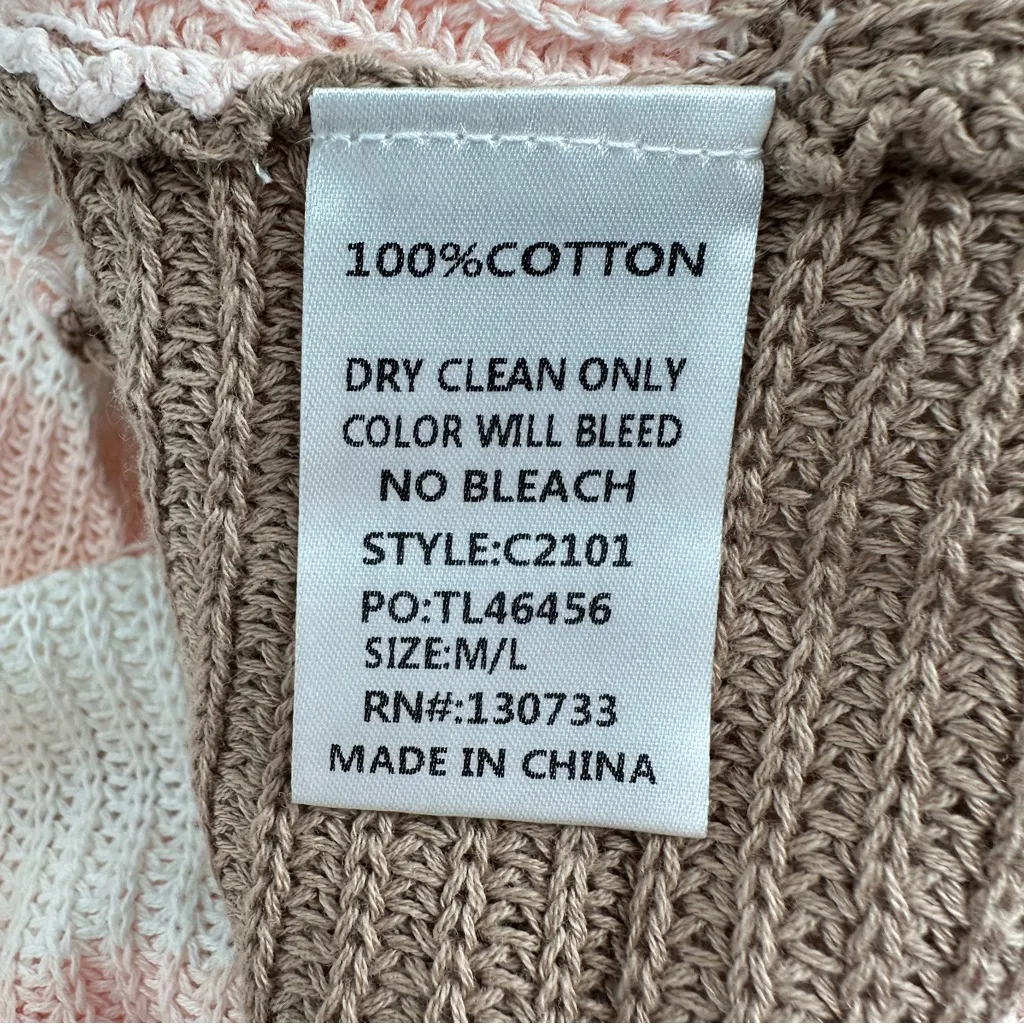 100%COTTON
DRY CLEAN ONLY
COLOR WILL BLEED
NO BLEACH
STYLE:C2101
PO:TL46456
SIZE:M/L
RN#:130733
MADE IN CHINA